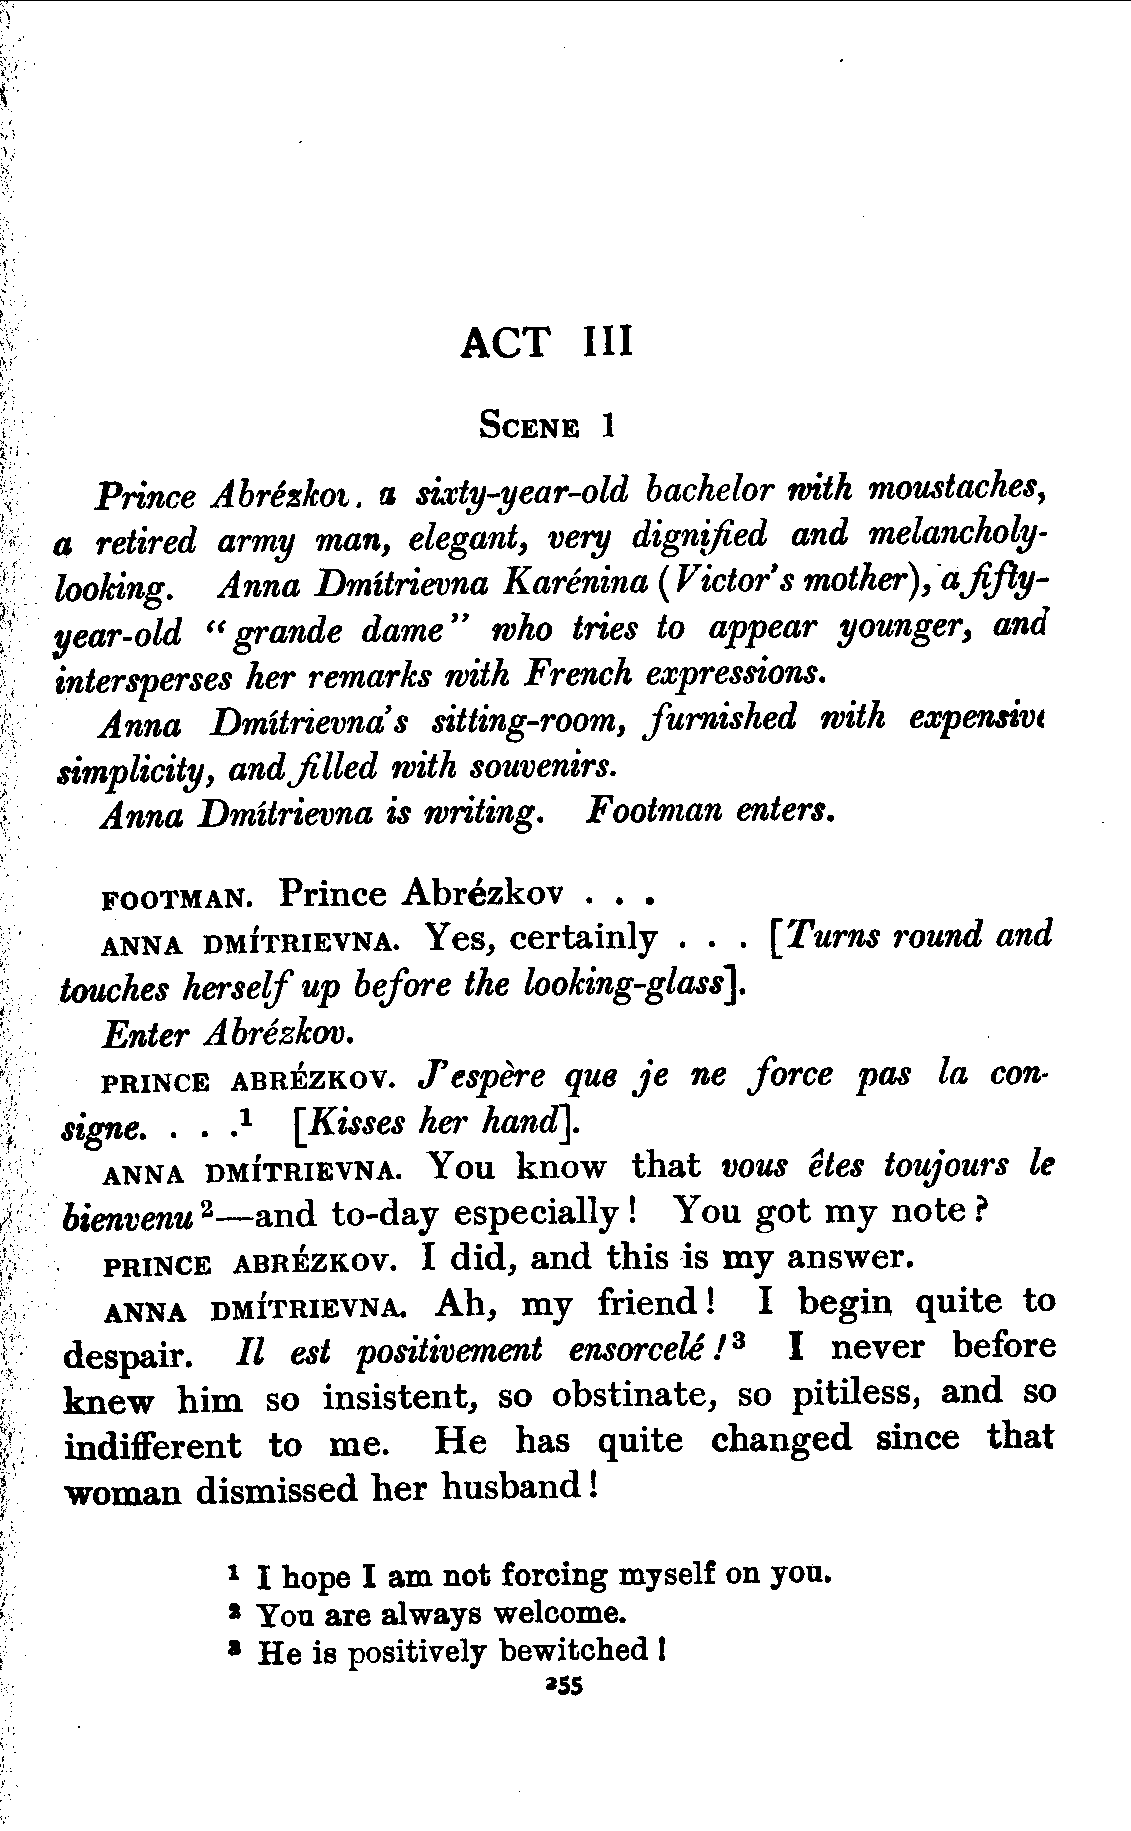 ACT III
SCENE 1
Prince Abrézkov, a sixty-year-old bachelor with moustaches,
a retired army man, elegant, very dignified and melancholy-
looking. Anna Dmítrievna Karénina (Victor's mother), a fifty-
year-old "grande dame" who tries to appear younger, and
intersperses her remarks with French expressions.
Anna Dmítrievna's sitting-room, furnished with expensive
simplicity, and filled with souvenirs.
Anna Dmítrievna is writing. Footman enters.
FOOTMAN. Prince Abrézkov . . .
ANNA DMÍTRIEVNA. Yes, certainly . . . [Turns round and
touches herself up before the looking-glass].
Enter Abrézkov.
PRINCE ABRÉZKOV. J'espère que je ne force pas la con-
signe. . . .¹ [Kisses her hand].
ANNA DMÍTRIEVNA. You know that vous êtes toujours le
bienvenu²—and to-day especially! You got my note?
PRINCE ABRÉZKOV. I did, and this is my answer.
ANNA DMÍTRIEVNA. Ah, my friend! I begin quite to
despair. Il est positivement ensorcelé!³ I never before
knew him so insistent, so obstinate, so pitiless, and so
indifferent to me. He has quite changed since that
woman dismissed her husband!
¹ I hope I am not forcing myself on you.
² You are always welcome.
³ He is positively bewitched!
255